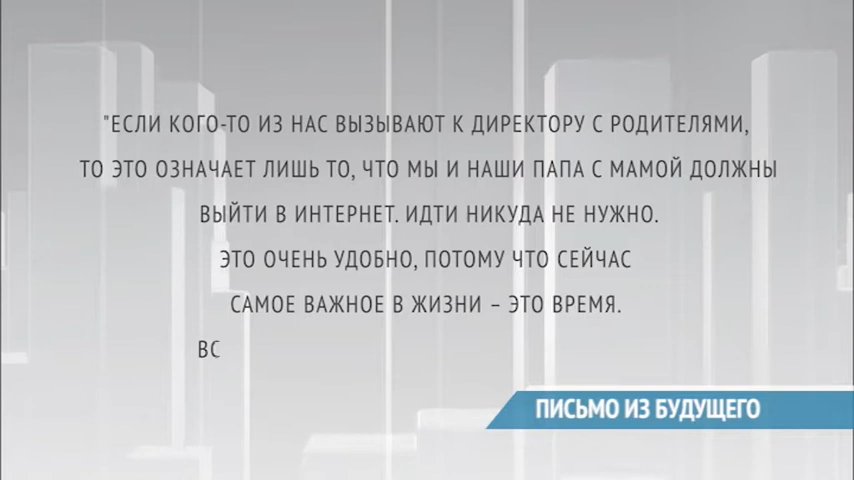 "ЕСЛИ КОГО-ТО ИЗ НАС ВЫЗЫВАЮТ К ДИРЕКТОРУ С РОДИТЕЛЯМИ,
ТО ЭТО ОЗНАЧАЕТ ЛИШЬ ТО, ЧТО МЫ И НАШИ ПАПА С МАМОЙ ДОЛЖНЫ
ВЫЙТИ В ИНТЕРНЕТ. ИДТИ НИКУДА НЕ НУЖНО.
ЭТО ОЧЕНЬ УДОБНО, ПОТОМУ ЧТО СЕЙЧАС
САМОЕ ВАЖНОЕ В ЖИЗНИ – ЭТО ВРЕМЯ.
ВС
ПИСЬМО ИЗ БУДУЩЕГО